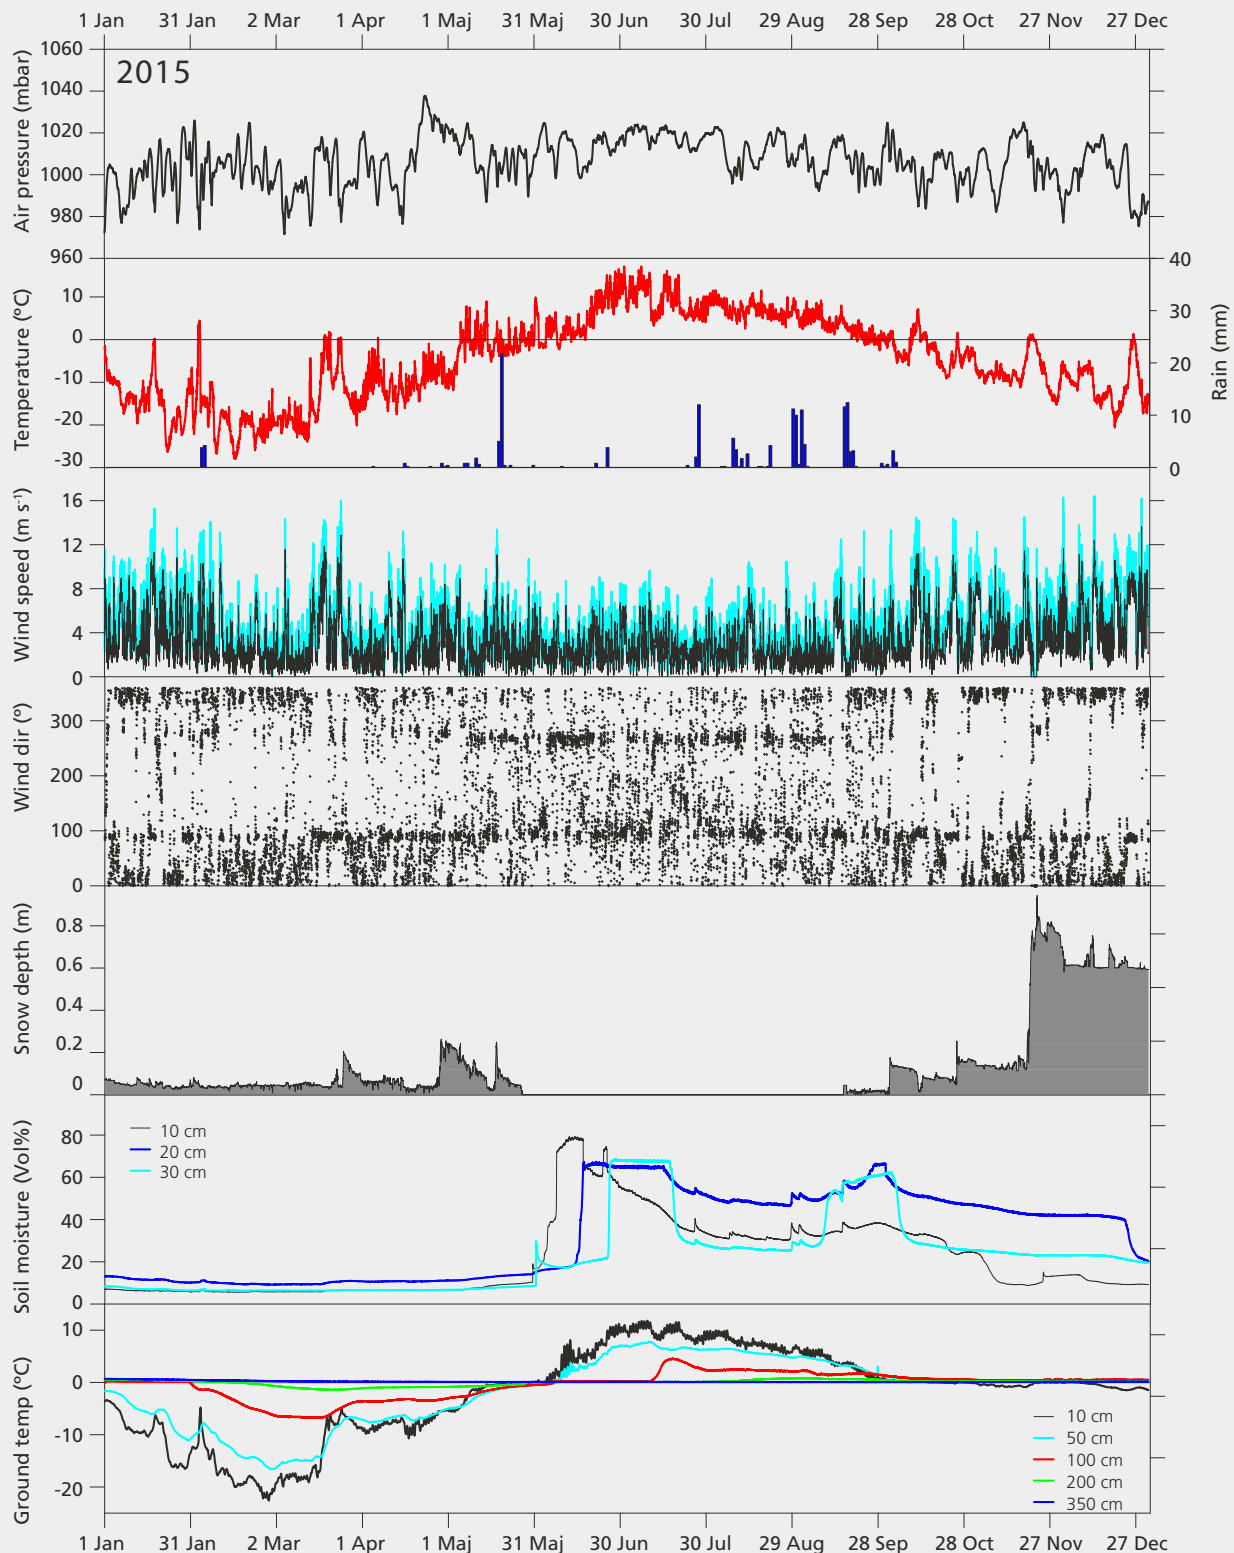 1 Jan 31 Jan 2 Mar 1 Apr 1 Maj 31 Maj 30 Jun 30 Jul 29 Aug 28 Sep 28 Oct 27 Nov 27 Dec
2015
Air pressure (mbar)
1060
1040
1020
1000
980
960
Temperature (°C)
10
0
-10
-20
-30
40
30
20
10
0
Rain (mm)
Wind speed (m s⁻¹)
16
12
8
4
0
Wind dir (°)
300
200
100
0
Snow depth (m)
0.8
0.6
0.4
0.2
0
Soil moisture (Vol%)
80
60
40
20
0
10 cm
20 cm
30 cm
Ground temp (°C)
10
0
-10
-20
10 cm
50 cm
100 cm
200 cm
350 cm
1 Jan 31 Jan 2 Mar 1 Apr 1 Maj 31 Maj 30 Jun 30 Jul 29 Aug 28 Sep 28 Oct 27 Nov 27 Dec